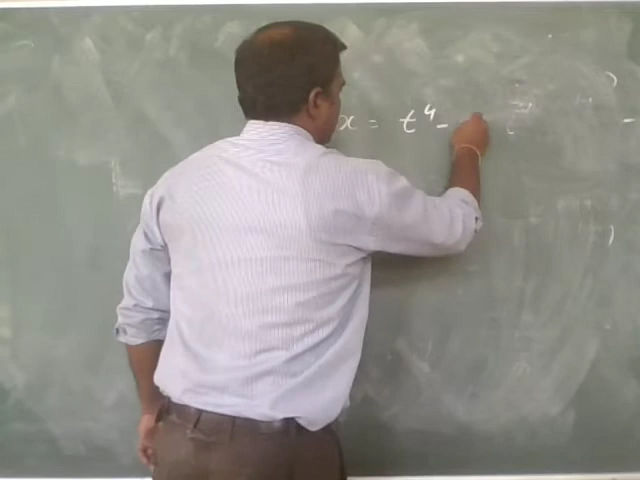 x = t⁴ -